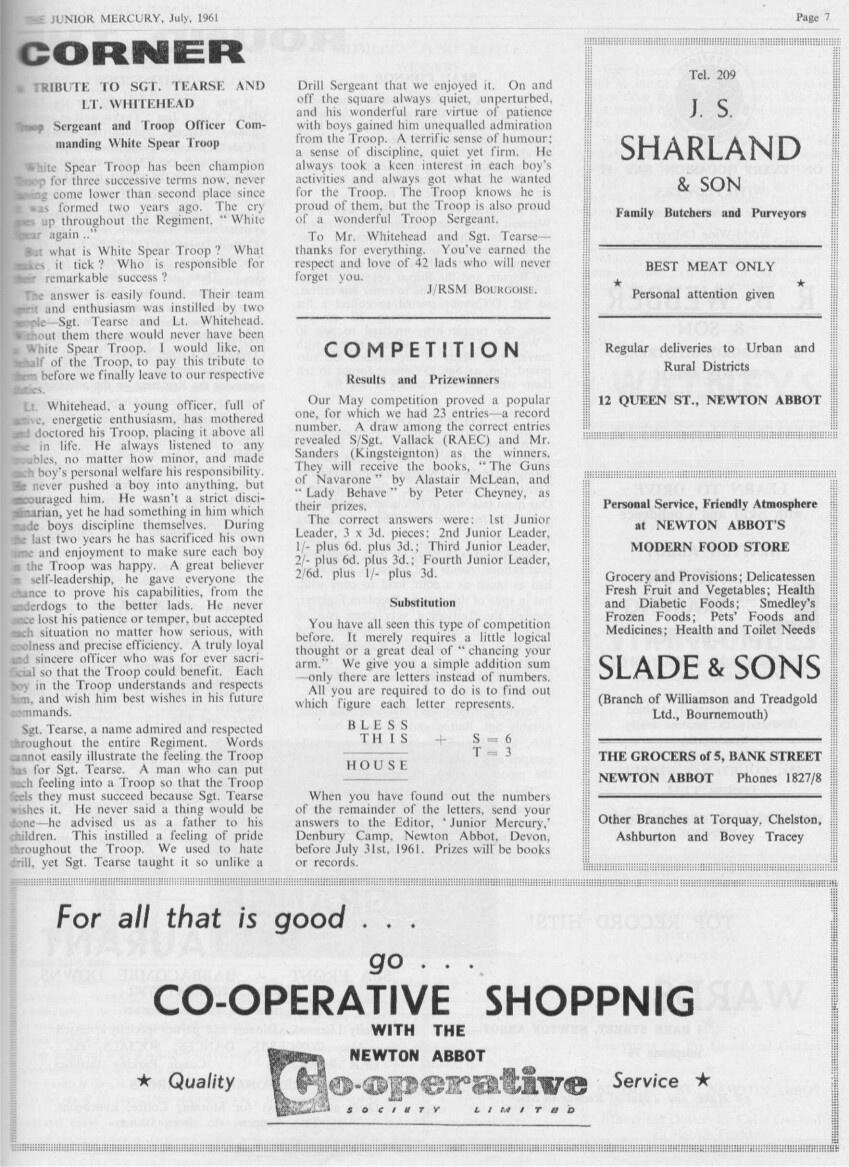 THE JUNIOR MERCURY, July, 1961
Page 7
CORNER
TRIBUTE TO SGT. TEARSE AND
LT. WHITEHEAD
Troop Sergeant and Troop Officer Com-
manding White Spear Troop
White Spear Troop has been champion
Troop for three successive terms now, never
having come lower than second place since
it was formed two years ago. The cry
goes up throughout the Regiment, " White
Spear again .."
But what is White Spear Troop ? What
makes it tick ? Who is responsible for
their remarkable success ?
The answer is easily found. Their team
spirit and enthusiasm was instilled by two
people—Sgt. Tearse and Lt. Whitehead.
Without them there would never have been
a White Spear Troop. I would like, on
behalf of the Troop, to pay this tribute to
them before we finally leave to our respective
duties.
Lt. Whitehead, a young officer, full of
active, energetic enthusiasm, has mothered
and doctored his Troop, placing it above all
else in life. He always listened to any
troubles, no matter how minor, and made
each boy's personal welfare his responsibility.
He never pushed a boy into anything, but
encouraged him. He wasn't a strict disci-
plinarian, yet he had something in him which
made boys discipline themselves. During
the last two years he has sacrificed his own
time and enjoyment to make sure each boy
in the Troop was happy. A great believer
in self-leadership, he gave everyone the
chance to prove his capabilities, from the
underdogs to the better lads. He never
once lost his patience or temper, but accepted
each situation no matter how serious, with
coolness and precise efficiency. A truly loyal
and sincere officer who was for ever sacri-
ficial so that the Troop could benefit. Each
boy in the Troop understands and respects
him, and wish him best wishes in his future
commands.
Sgt. Tearse, a name admired and respected
throughout the entire Regiment. Words
cannot easily illustrate the feeling the Troop
has for Sgt. Tearse. A man who can put
such feeling into a Troop so that the Troop
feels they must succeed because Sgt. Tearse
wishes it. He never said a thing would be
done—he advised us as a father to his
children. This instilled a feeling of pride
throughout the Troop. We used to hate
drill, yet Sgt. Tearse taught it so unlike a
Drill Sergeant that we enjoyed it. On and
off the square always quiet, unperturbed,
and his wonderful rare virtue of patience
with boys gained him unequalled admiration
from the Troop. A terrific sense of humour;
a sense of discipline, quiet yet firm. He
always took a keen interest in each boy's
activities and always got what he wanted
for the Troop. The Troop knows he is
proud of them, but the Troop is also proud
of a wonderful Troop Sergeant.
To Mr. Whitehead and Sgt. Tearse—
thanks for everything. You've earned the
respect and love of 42 lads who will never
forget you.
J/RSM BOURGOISE.
COMPETITION
Results and Prizewinners
Our May competition proved a popular
one, for which we had 23 entries—a record
number. A draw among the correct entries
revealed S/Sgt. Vallack (RAEC) and Mr.
Sanders (Kingsteignton) as the winners.
They will receive the books, " The Guns
of Navarone " by Alastair McLean, and
" Lady Behave " by Peter Cheyney, as
their prizes.
The correct answers were: 1st Junior
Leader, 3 x 3d. pieces; 2nd Junior Leader,
1/- plus 6d. plus 3d.; Third Junior Leader,
2/- plus 6d. plus 3d.; Fourth Junior Leader,
2/6d. plus 1/- plus 3d.
Substitution
You have all seen this type of competition
before. It merely requires a little logical
thought or a great deal of " chancing your
arm." We give you a simple addition sum
—only there are letters instead of numbers.
All you are required to do is to find out
which figure each letter represents.
BLESS
THIS + S = 6
T = 3
HOUSE
When you have found out the numbers
of the remainder of the letters, send your
answers to the Editor, 'Junior Mercury,'
Denbury Camp, Newton Abbot, Devon,
before July 31st, 1961. Prizes will be books
or records.
Tel. 209
J. S.
SHARLAND
& SON
Family Butchers and Purveyors
BEST MEAT ONLY
★ Personal attention given ★
Regular deliveries to Urban and
Rural Districts
12 QUEEN ST., NEWTON ABBOT
Personal Service, Friendly Atmosphere
at NEWTON ABBOT'S
MODERN FOOD STORE
Grocery and Provisions; Delicatessen
Fresh Fruit and Vegetables; Health
and Diabetic Foods; Smedley's
Frozen Foods; Pets' Foods and
Medicines; Health and Toilet Needs
SLADE & SONS
(Branch of Williamson and Treadgold
Ltd., Bournemouth)
THE GROCERS of 5, BANK STREET
NEWTON ABBOT Phones 1827/8
Other Branches at Torquay, Chelston,
Ashburton and Bovey Tracey
For all that is good . . .
go . . .
CO-OPERATIVE SHOPPNIG
WITH THE
NEWTON ABBOT
★ Quality Co-operative Service ★
SOCIETY LIMITED